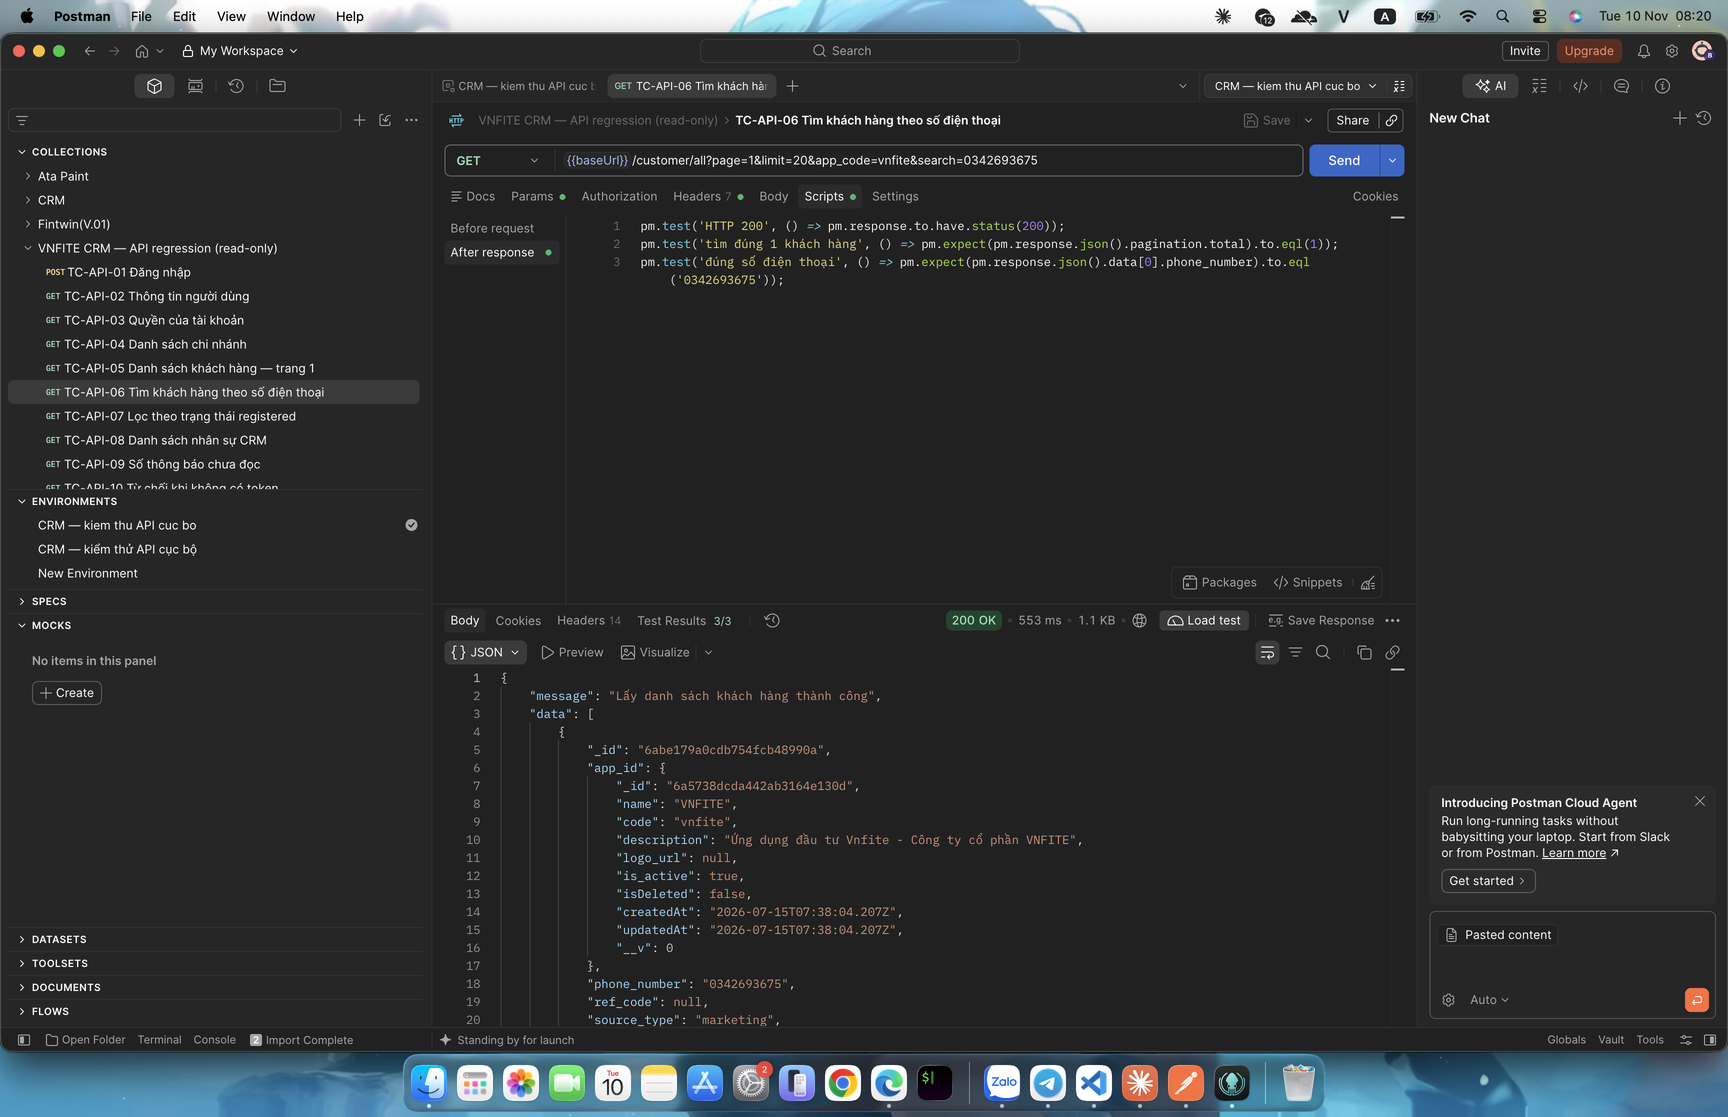 Postman File Edit View Window Help
12
V
A
Tue 10 Nov 08:20
My Workspace
Search
Invite
Upgrade
CRM — kiem thu API cuc b
GET TC-API-06 Tìm khách hàn
CRM — kiem thu API cuc bo
AI
VNFITE CRM — API regression (read-only) > TC-API-06 Tìm khách hàng theo số điện thoại
Save
Share
New Chat
COLLECTIONS
Ata Paint
CRM
Fintwin(V.01)
VNFITE CRM — API regression (read-only)
POST TC-API-01 Đăng nhập
GET TC-API-02 Thông tin người dùng
GET TC-API-03 Quyền của tài khoản
GET TC-API-04 Danh sách chi nhánh
GET TC-API-05 Danh sách khách hàng — trang 1
GET TC-API-06 Tìm khách hàng theo số điện thoại
GET TC-API-07 Lọc theo trạng thái registered
GET TC-API-08 Danh sách nhân sự CRM
GET TC-API-09 Số thông báo chưa đọc
GET TC-API-10 Từ chối khi không có token
ENVIRONMENTS
CRM — kiem thu API cuc bo
CRM — kiểm thử API cục bộ
New Environment
SPECS
MOCKS
No items in this panel
+ Create
DATASETS
TOOLSETS
DOCUMENTS
FLOWS
GET {{baseUrl}} /customer/all?page=1&limit=20&app_code=vnfite&search=0342693675
Send
Docs Params Authorization Headers 7 Body Scripts Settings Cookies
Before request
After response
1 pm.test('HTTP 200', () => pm.response.to.have.status(200));
2 pm.test('tìm đúng 1 khách hàng', () => pm.expect(pm.response.json().pagination.total).to.eql(1));
3 pm.test('đúng số điện thoại', () => pm.expect(pm.response.json().data[0].phone_number).to.eql
('0342693675'));
Packages </> Snippets
Body Cookies Headers 14 Test Results 3/3
200 OK • 553 ms • 1.1 KB
Load test
e.g. Save Response
{} JSON Preview Visualize
1 {
2 "message": "Lấy danh sách khách hàng thành công",
3 "data": [
4 {
5 "_id": "6abe179a0cdb754fcb48990a",
6 "app_id": {
7 "_id": "6a5738dcda442ab3164e130d",
8 "name": "VNFITE",
9 "code": "vnfite",
10 "description": "Ứng dụng đầu tư Vnfite - Công ty cổ phần VNFITE",
11 "logo_url": null,
12 "is_active": true,
13 "isDeleted": false,
14 "createdAt": "2026-07-15T07:38:04.207Z",
15 "updatedAt": "2026-07-15T07:38:04.207Z",
16 "__v": 0
17 },
18 "phone_number": "0342693675",
19 "ref_code": null,
20 "source_type": "marketing",
Introducing Postman Cloud Agent
Run long-running tasks without
babysitting your laptop. Start from Slack
or from Postman. Learn more ↗
Get started >
Pasted content
Auto
Open Folder Terminal Console 2 Import Complete
Standing by for launch
Globals Vault Tools
Tue
10
2
$
Zalo